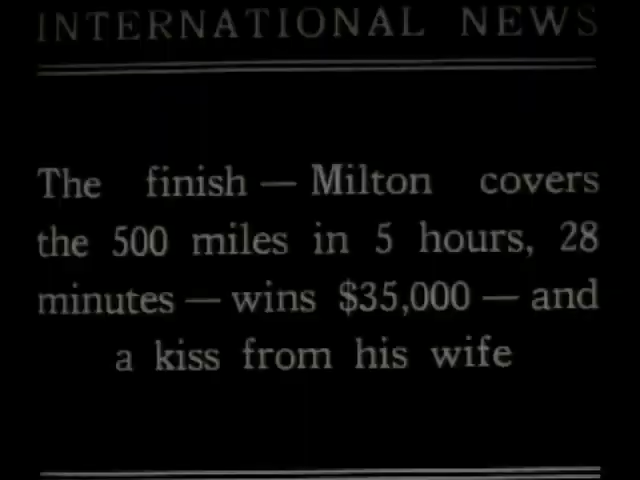 INTERNATIONAL NEWS
The finish — Milton covers
the 500 miles in 5 hours, 28
minutes — wins $35,000 — and
a kiss from his wife